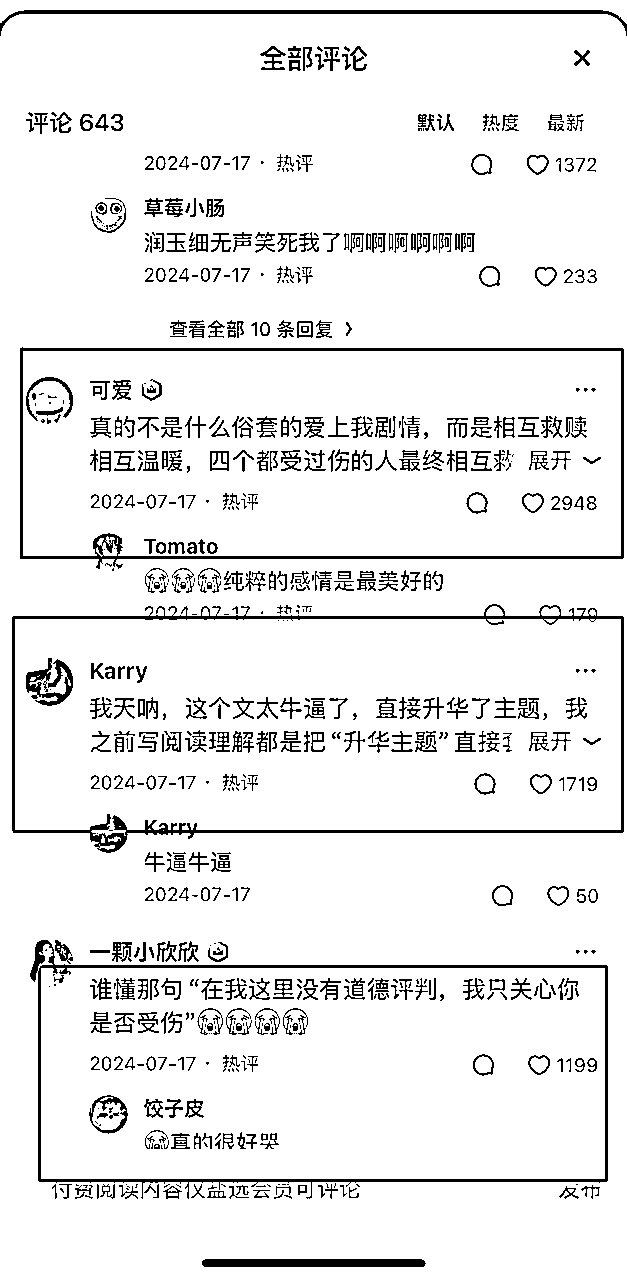 全部评论
评论 643
默认 热度 最新
2024-07-17 · 热评 1372
草莓小肠
润玉细无声笑死我了啊啊啊啊啊啊
2024-07-17 · 热评 233
查看全部 10 条回复
可爱
真的不是什么俗套的爱上我剧情，而是相互救赎
相互温暖，四个都受过伤的人最终相互救 展开
2024-07-17 · 热评 2948
Tomato
😭😭😭纯粹的感情是最美好的
2024-07-17 · 热评 179
Karry
我天呐，这个文太牛逼了，直接升华了主题，我
之前写阅读理解都是把“升华主题”直接 展开
2024-07-17 · 热评 1719
Karry
牛逼牛逼
2024-07-17 50
一颗小欣欣
谁懂那句“在我这里没有道德评判，我只关心你
是否受伤”😭😭😭😭
2024-07-17 · 热评 1199
饺子皮
😭真的很好哭
付费阅读内容仅盐选会员可评论 发布